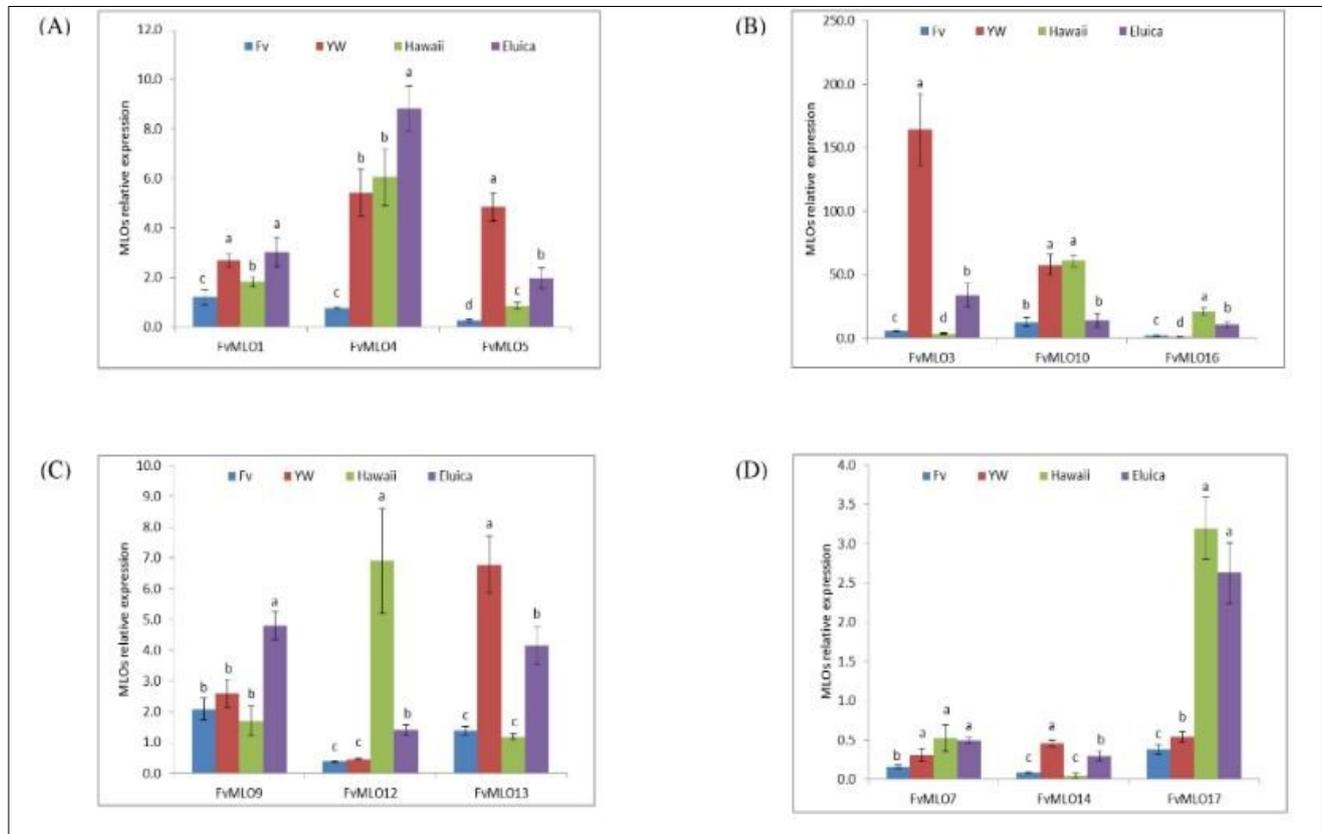 (A)
12.0
Fv YW Hawaii Eluica
10.0
8.0
6.0
4.0
2.0
0.0
MLOs relative expression
c a b a
c b b a
d a c b
FvMLO1 FvMLO4 FvMLO5
(B)
250.0
Fv YW Hawaii Eluica
200.0
150.0
100.0
50.0
0.0
MLOs relative expression
c a d b
b a a b
c d a b
FvMLO3 FvMLO10 FvMLO16
(C)
10.0
Fv YW Hawaii Eluica
9.0
8.0
7.0
6.0
5.0
4.0
3.0
2.0
1.0
0.0
MLOs relative expression
b b b a
c c a b
c a c b
FvMLO9 FvMLO12 FvMLO13
(D)
4.0
Fv YW Hawaii Eluica
3.5
3.0
2.5
2.0
1.5
1.0
0.5
0.0
MLOs relative expression
b a a a
c a c b
c b a a
FvMLO7 FvMLO14 FvMLO17